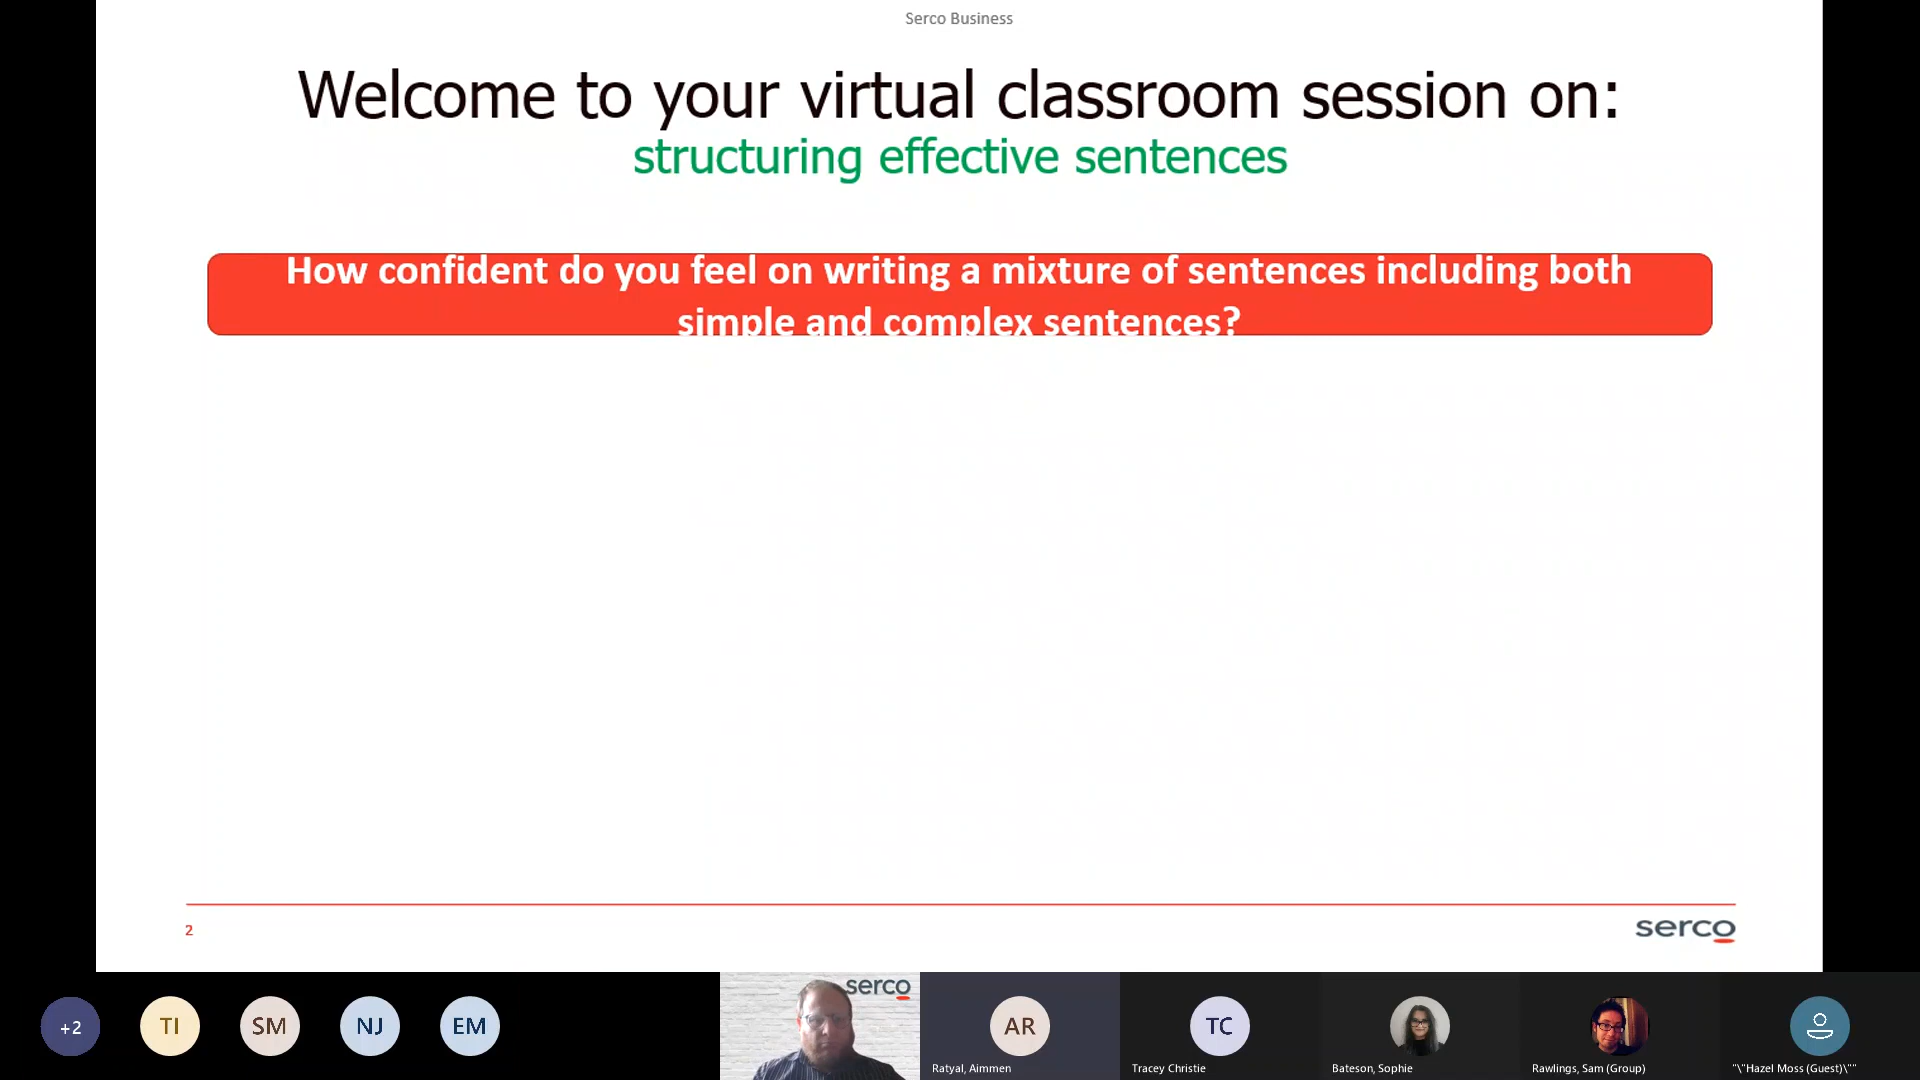 Serco Business
Welcome to your virtual classroom session on:
structuring effective sentences
How confident do you feel on writing a mixture of sentences including both
simple and complex sentences?
2
serco
+2
TI
SM
NJ
EM
serco
AR
Ratyal, Aimmen
TC
Tracey Christie
Bateson, Sophie
Rawlings, Sam (Group)
"\"Hazel Moss (Guest)\""